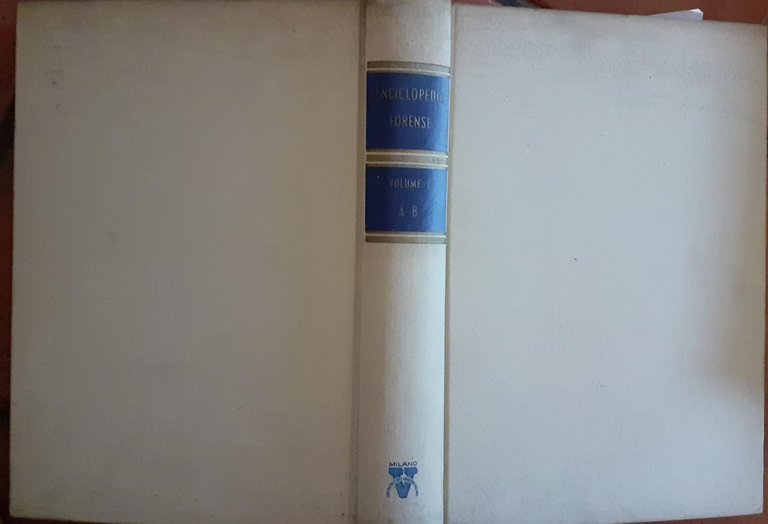 ENCICLOPEDIA
FORENSE
VOLUME I
A-B
MILANO
V